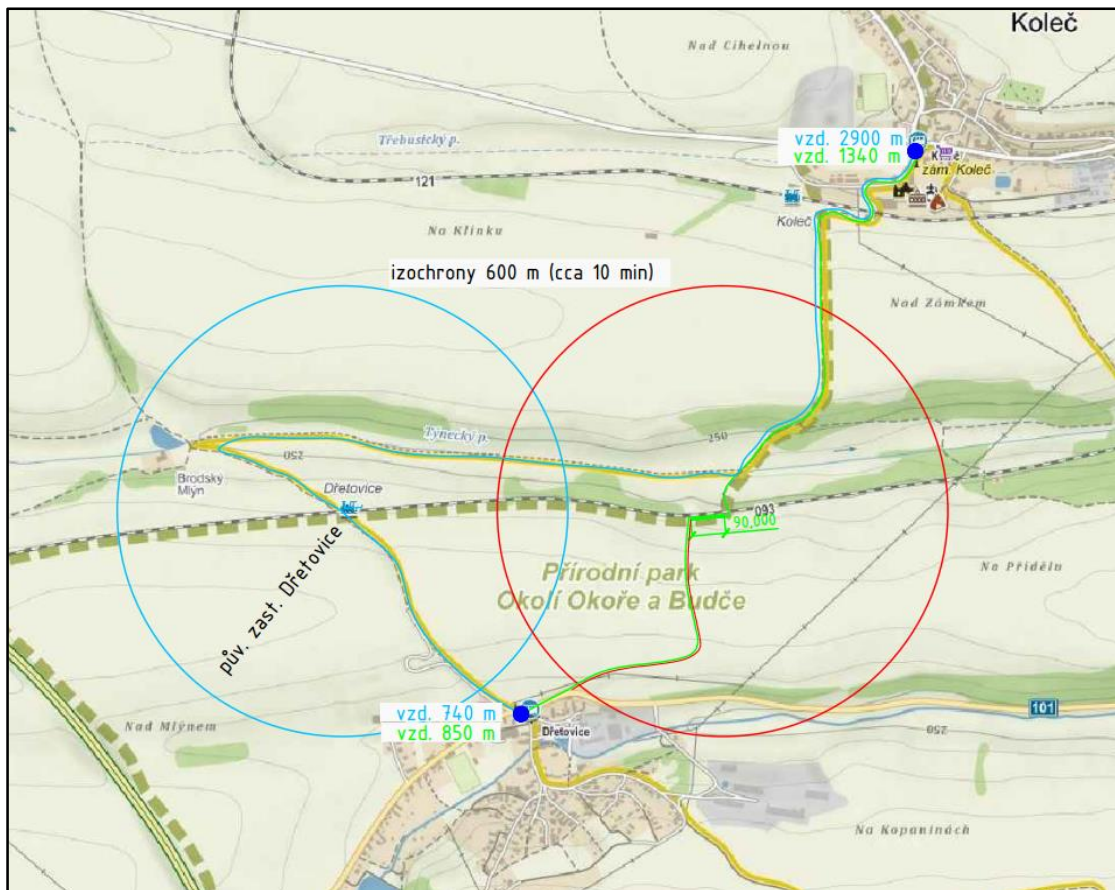 Koleč
Nad Cihelnou
Třebusický p.
vzd. 2900 m
vzd. 1340 m
zám. Koleč
121
Koleč
Na Klínku
izochrony 600 m (cca 10 min)
Nad Zámkem
Týnecký p.
250
250
Brodský
Mlýn
Dřetovice
093
90,000
Přírodní park
Okolí Okoře a Budče
Na Přídělu
pův. zast. Dřetovice
101
vzd. 740 m
vzd. 850 m
Nad Mlýnem
Dřetovice
250
Na Kopaninách